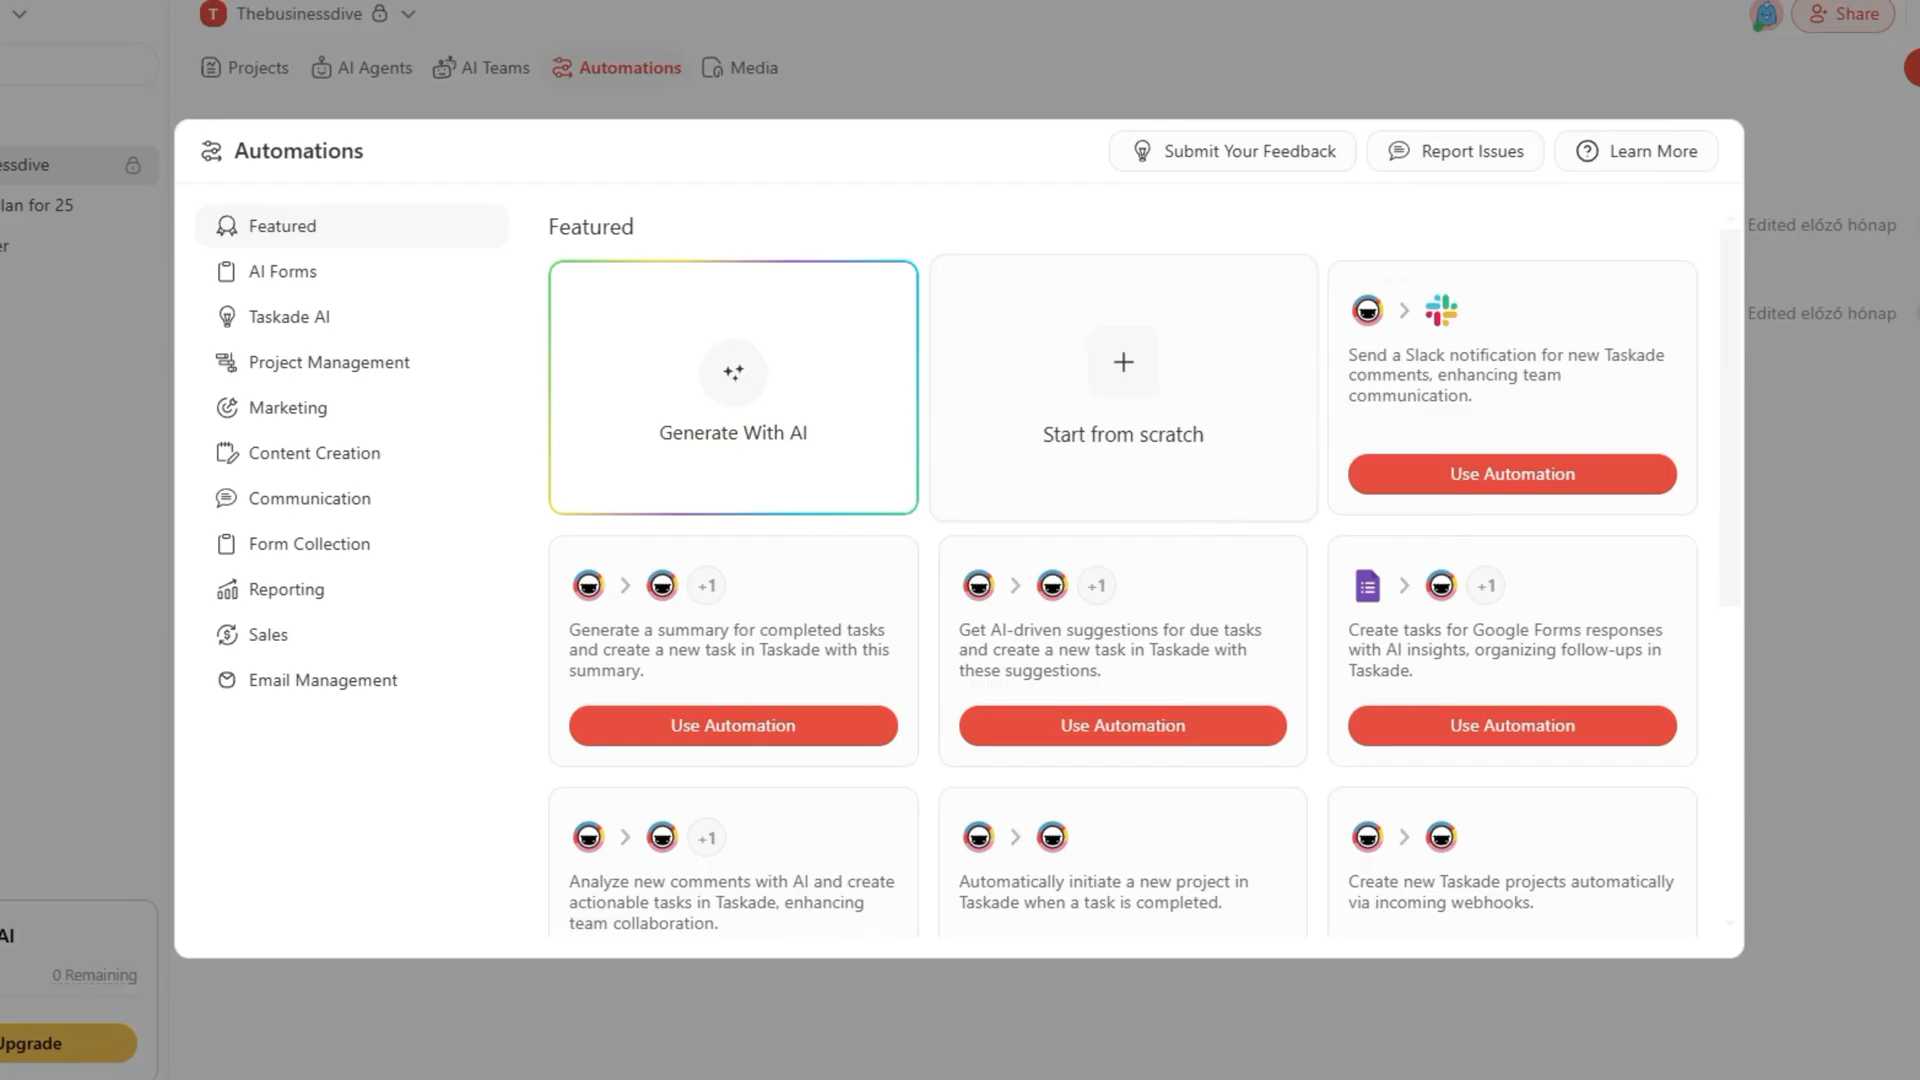 T Thebusinessdive
Share
Projects AI Agents AI Teams Automations Media
Automations
Submit Your Feedback
Report Issues
Learn More
essdive
lan for 25
er
Featured
AI Forms
Taskade AI
Project Management
Marketing
Content Creation
Communication
Form Collection
Reporting
Sales
Email Management
Featured
Generate With AI
Start from scratch
Send a Slack notification for new Taskade
comments, enhancing team
communication.
Use Automation
+1
Generate a summary for completed tasks
and create a new task in Taskade with this
summary.
Use Automation
+1
Get AI-driven suggestions for due tasks
and create a new task in Taskade with
these suggestions.
Use Automation
+1
Create tasks for Google Forms responses
with AI insights, organizing follow-ups in
Taskade.
Use Automation
+1
Analyze new comments with AI and create
actionable tasks in Taskade, enhancing
team collaboration.
Automatically initiate a new project in
Taskade when a task is completed.
Create new Taskade projects automatically
via incoming webhooks.
Edited előző hónap
Edited előző hónap
AI
0 Remaining
Upgrade